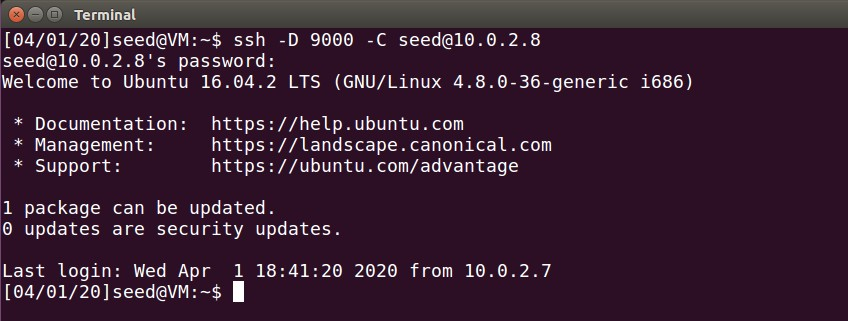 Terminal
[04/01/20]seed@VM:~$ ssh -D 9000 -C seed@10.0.2.8
seed@10.0.2.8's password:
Welcome to Ubuntu 16.04.2 LTS (GNU/Linux 4.8.0-36-generic i686)

 * Documentation:  https://help.ubuntu.com
 * Management:     https://landscape.canonical.com
 * Support:        https://ubuntu.com/advantage

1 package can be updated.
0 updates are security updates.

Last login: Wed Apr  1 18:41:20 2020 from 10.0.2.7
[04/01/20]seed@VM:~$